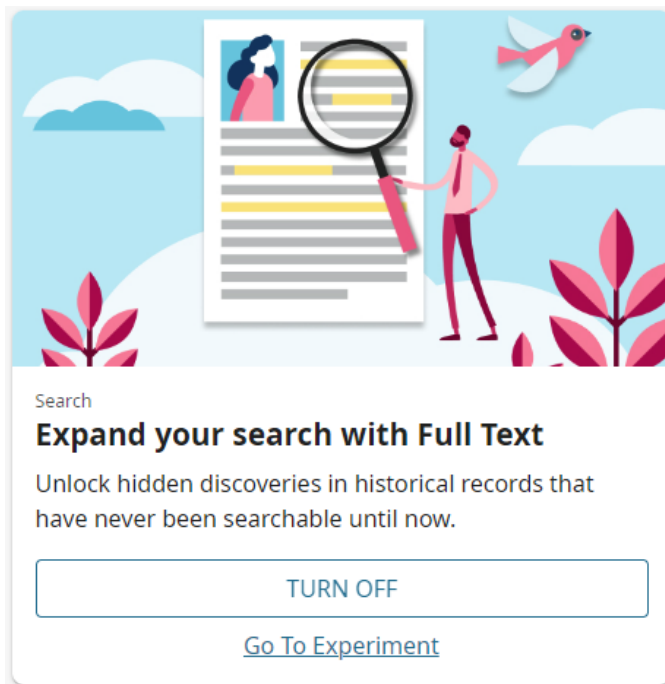 Search
Expand your search with Full Text
Unlock hidden discoveries in historical records that
have never been searchable until now.
TURN OFF
Go To Experiment